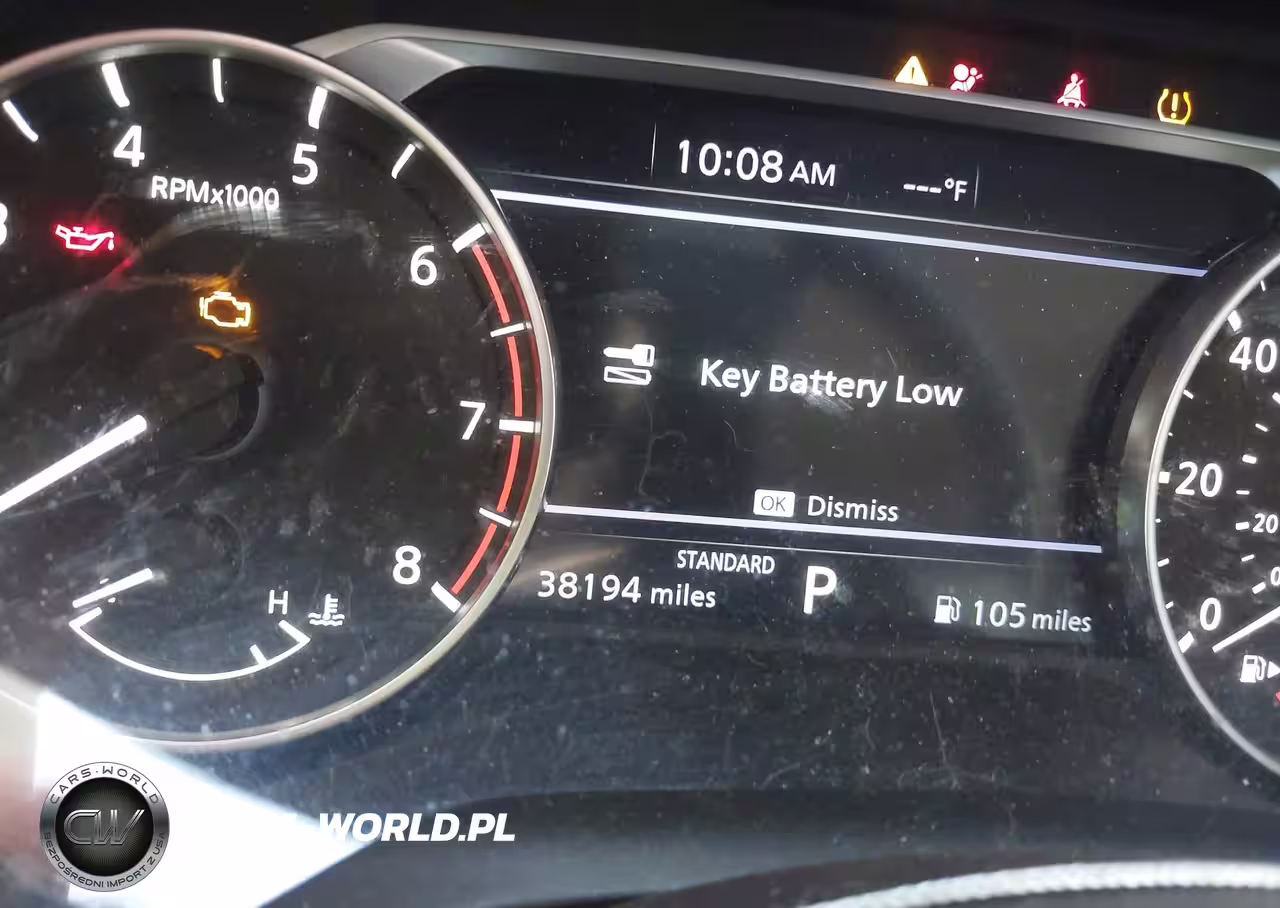 4
5
RPMx1000
6
7
8
H
10:08 AM
---°F
Key Battery Low
OK Dismiss
STANDARD
38194 miles
P
105 miles
40
20
20
0
0
CARS-WORLD
CW
BEZPOŚREDNI IMPORT Z USA
WORLD.PL